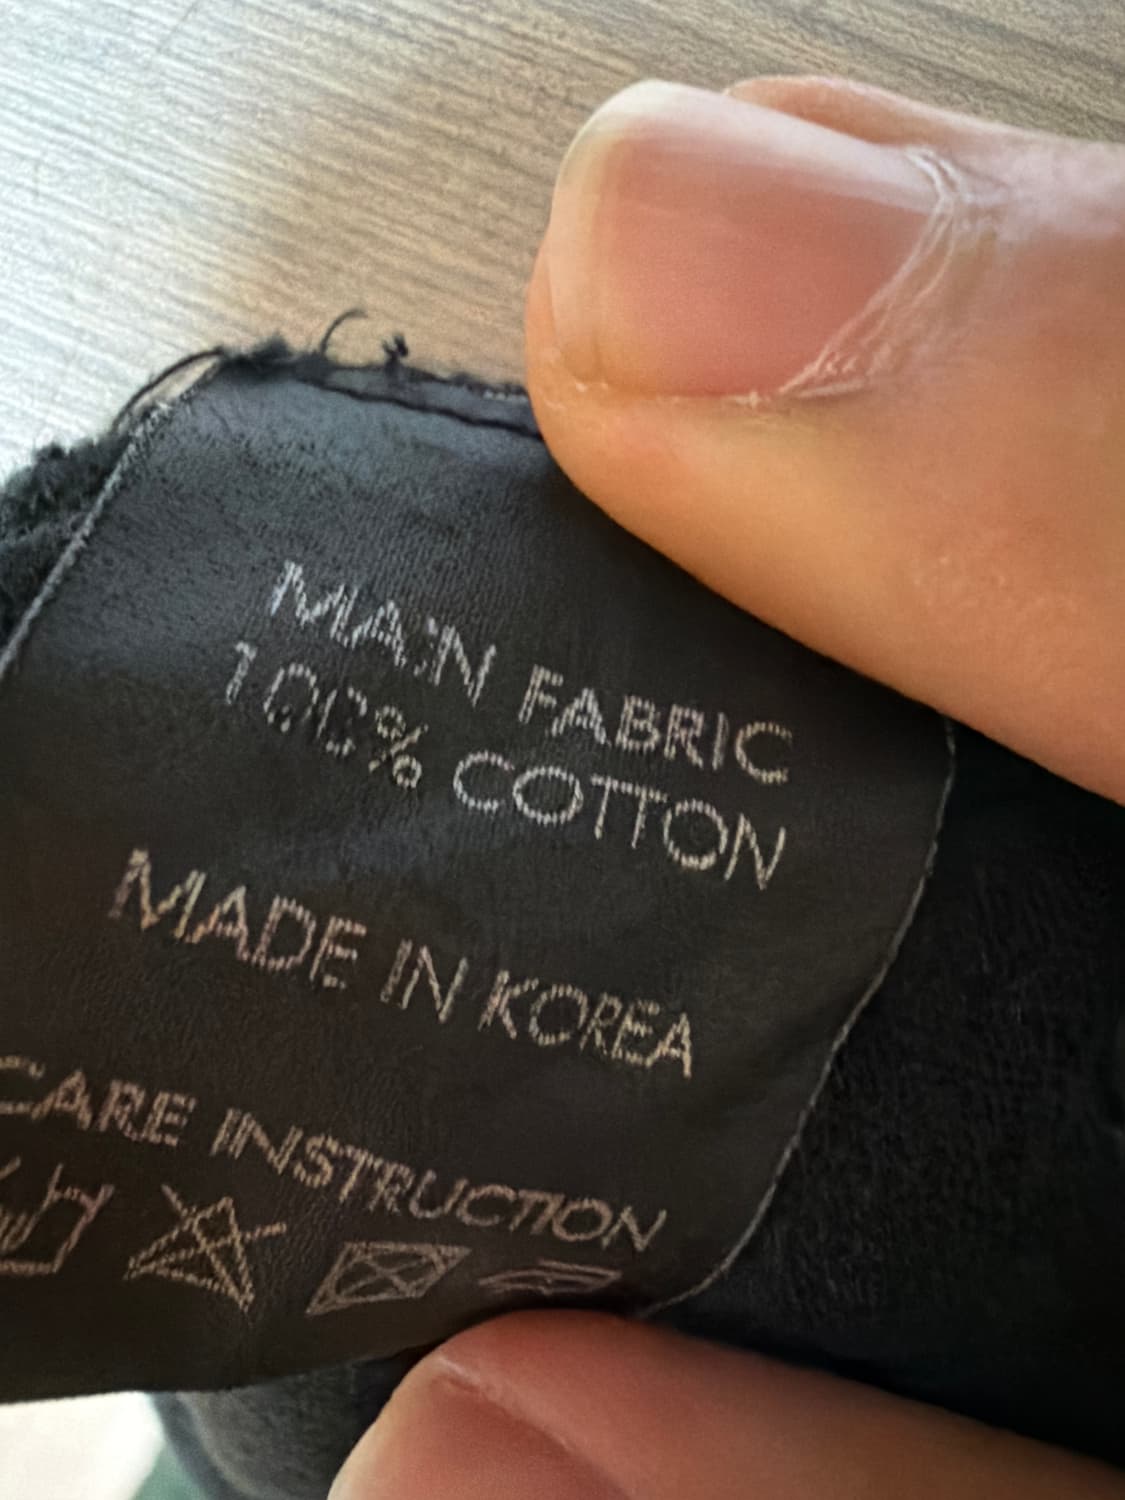 MAIN FABRIC
100% COTTON
MADE IN KOREA
CARE INSTRUCTION